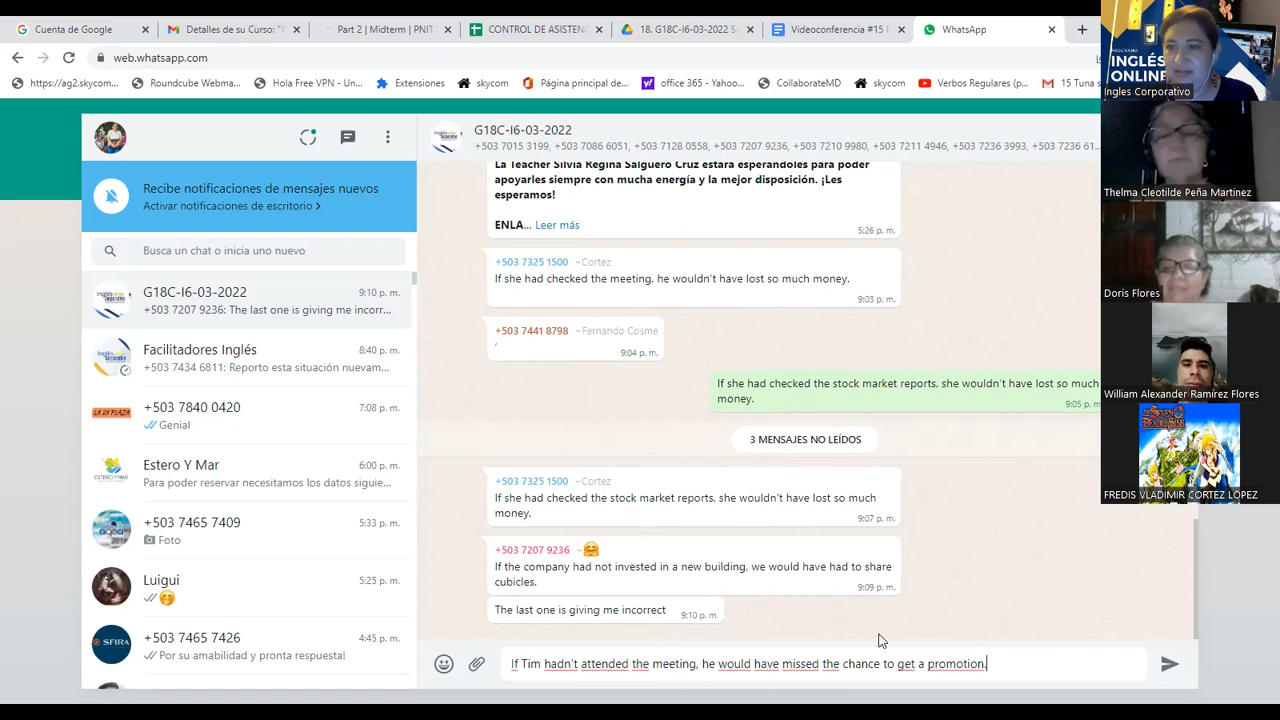 Cuenta de Google
Detalles de su Curso: "I
Part 2 | Midterm | PNIT
CONTROL DE ASISTENC
18. G18C-I6-03-2022 S
Videoconferencia #15 I
WhatsApp
web.whatsapp.com
https://ag2.skycom...
Roundcube Webmail...
Hola Free VPN - Un...
Extensiones
skycom
Página principal de...
office 365 - Yahoo...
CollaborateMD
skycom
Verbos Regulares (p...
15 Tuna s
G18C-I6-03-2022
+503 7015 3199, +503 7086 6051, +503 7128 0558, +503 7207 9236, +503 7210 9980, +503 7211 4946, +503 7236 3993, +503 7236 61...
Recibe notificaciones de mensajes nuevos
Activar notificaciones de escritorio >
Busca un chat o inicia uno nuevo
G18C-I6-03-2022
9:10 p. m.
+503 7207 9236: The last one is giving me incorr...
Facilitadores Inglés
8:40 p. m.
+503 7434 6811: Reporto esta situación nuevam...
+503 7840 0420
7:08 p. m.
Genial
Estero Y Mar
6:00 p. m.
Para poder reservar necesitamos los datos siguie...
+503 7465 7409
5:33 p. m.
Foto
Luigui
5:25 p. m.
+503 7465 7426
4:45 p. m.
Por su amabilidad y pronta respuesta!
LA 29 PLAZA
SFIRA
La Teacher Silvia Regina Salguero Cruz estará esperándoles para poder
apoyarles siempre con mucha energía y la mejor disposición. ¡Les
esperamos!
ENLA... Leer más
5:26 p. m.
+503 7325 1500 ~Cortez
If she had checked the meeting, he wouldn't have lost so much money.
9:03 p. m.
+503 7441 8798 ~Fernando Cosme
9:04 p. m.
If she had checked the stock market reports, she wouldn't have lost so much
money.
9:05 p. m.
3 MENSAJES NO LEÍDOS
+503 7325 1500 ~Cortez
If she had checked the stock market reports, she wouldn't have lost so much
money.
9:07 p. m.
+503 7207 9236 ~🤗
If the company had not invested in a new building, we would have had to share
cubicles.
9:09 p. m.
The last one is giving me incorrect
9:10 p. m.
If Tim hadn't attended the meeting, he would have missed the chance to get a promotion.
PROGRAMA
INGLÉS
ONLINE
Ingles Corporativo
Thelma Cleotilde Peña Martinez
Doris Flores
William Alexander Ramírez Flores
FREDIS VLADIMIR CORTEZ LOPEZ